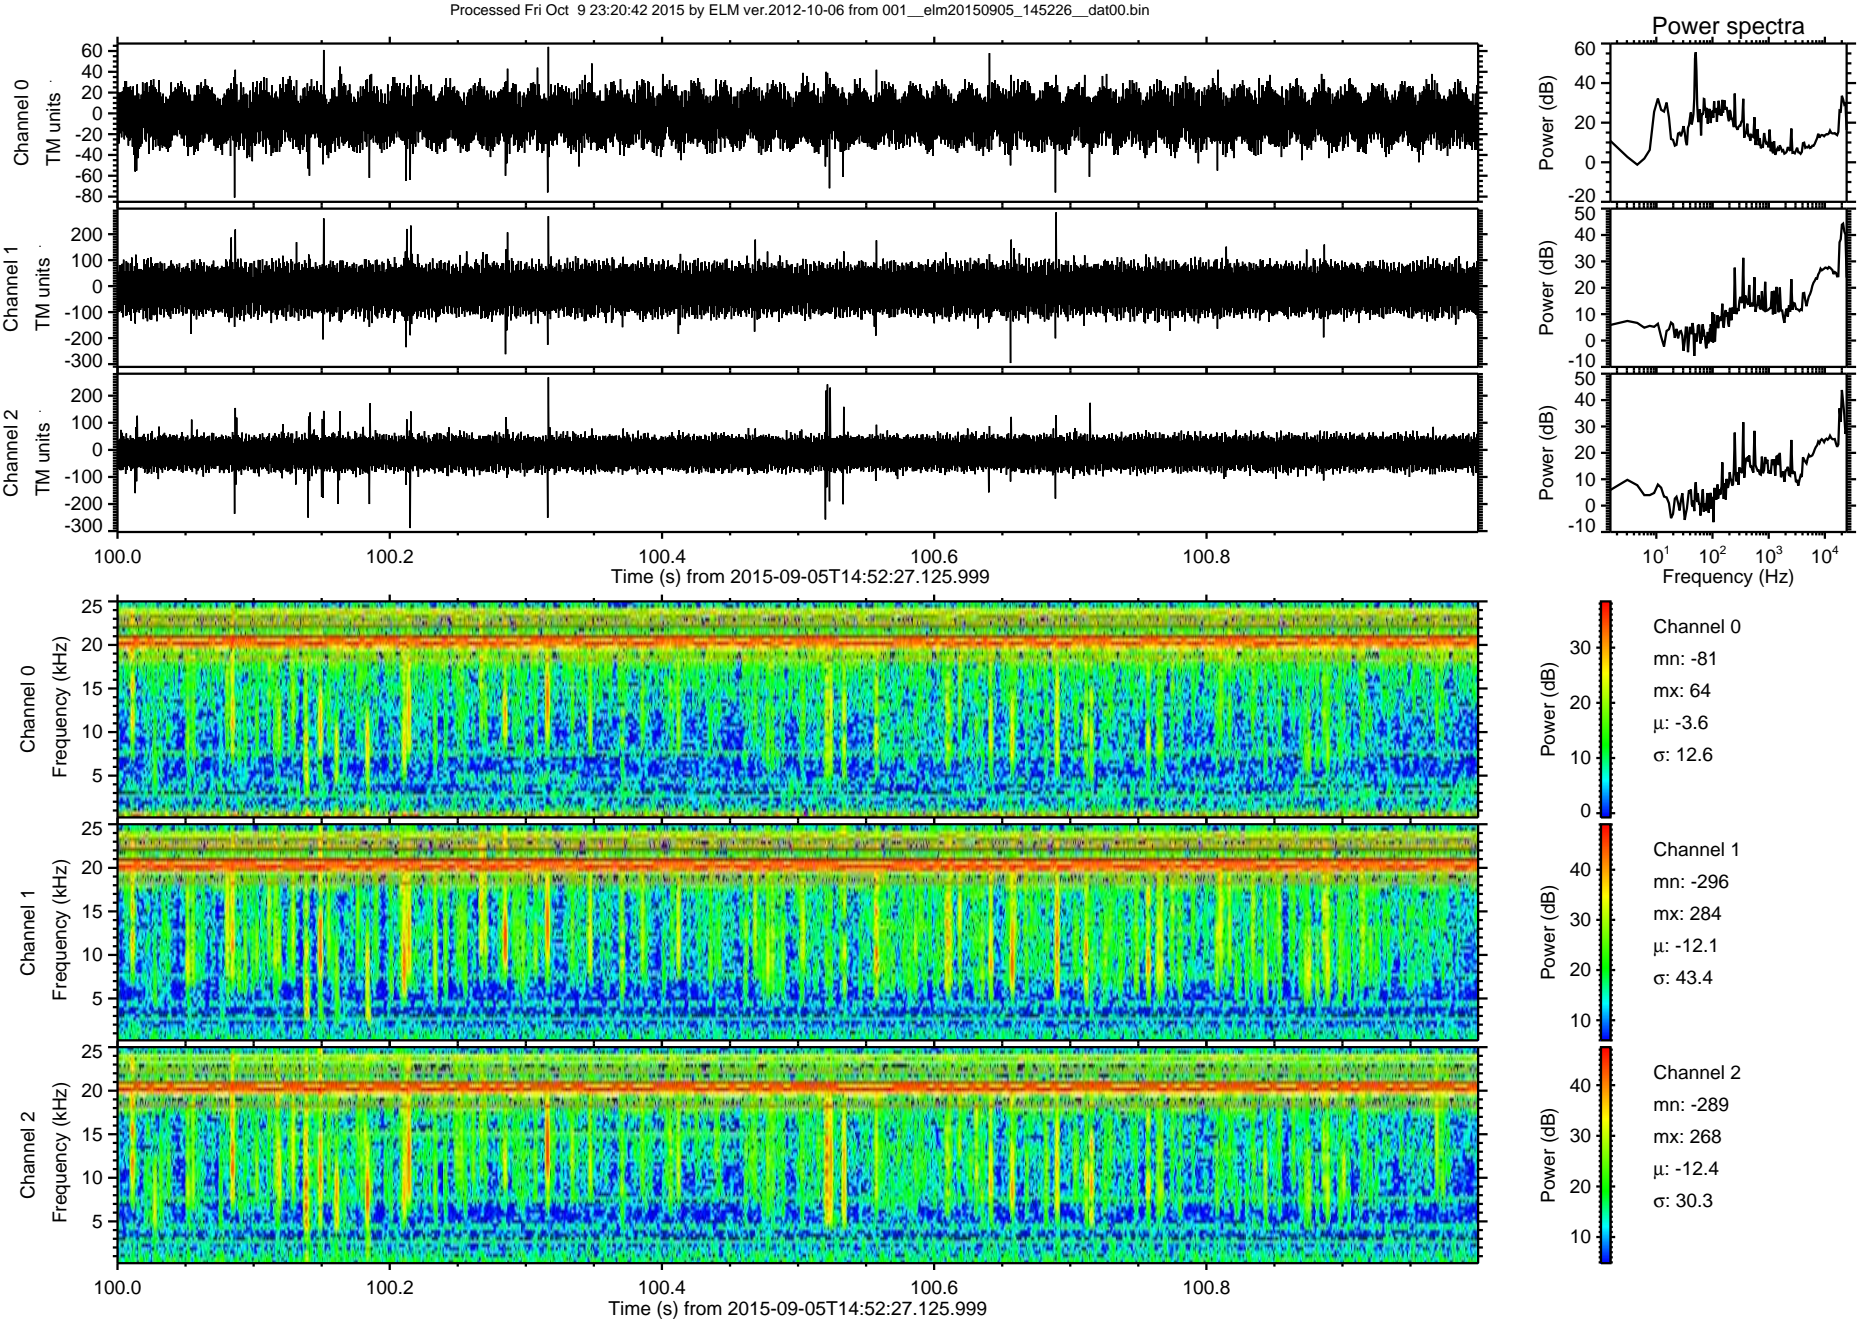 Processed Fri Oct  9 23:20:42 2015 by ELM ver.2012-10-06 from 001__elm20150905_145226__dat00.bin
Power spectra
Channel 0
TM units
60
40
20
0
-20
-40
-60
-80
Power (dB)
60
40
20
0
-20
Channel 1
TM units
200
100
0
-100
-200
-300
Power (dB)
50
40
30
20
10
0
-10
Channel 2
TM units
200
100
0
-100
-200
-300
Power (dB)
50
40
30
20
10
0
-10
100.0 100.2 100.4 100.6 100.8
Time (s) from 2015-09-05T14:52:27.125.999
10^1 10^2 10^3 10^4
Frequency (Hz)
Channel 0
Frequency (kHz)
25
20
15
10
5
Power (dB)
30
20
10
0
Channel 0
mn: -81
mx: 64
μ: -3.6
σ: 12.6
Channel 1
Frequency (kHz)
25
20
15
10
5
Power (dB)
40
30
20
10
Channel 1
mn: -296
mx: 284
μ: -12.1
σ: 43.4
Channel 2
Frequency (kHz)
25
20
15
10
5
Power (dB)
40
30
20
10
Channel 2
mn: -289
mx: 268
μ: -12.4
σ: 30.3
100.0 100.2 100.4 100.6 100.8
Time (s) from 2015-09-05T14:52:27.125.999